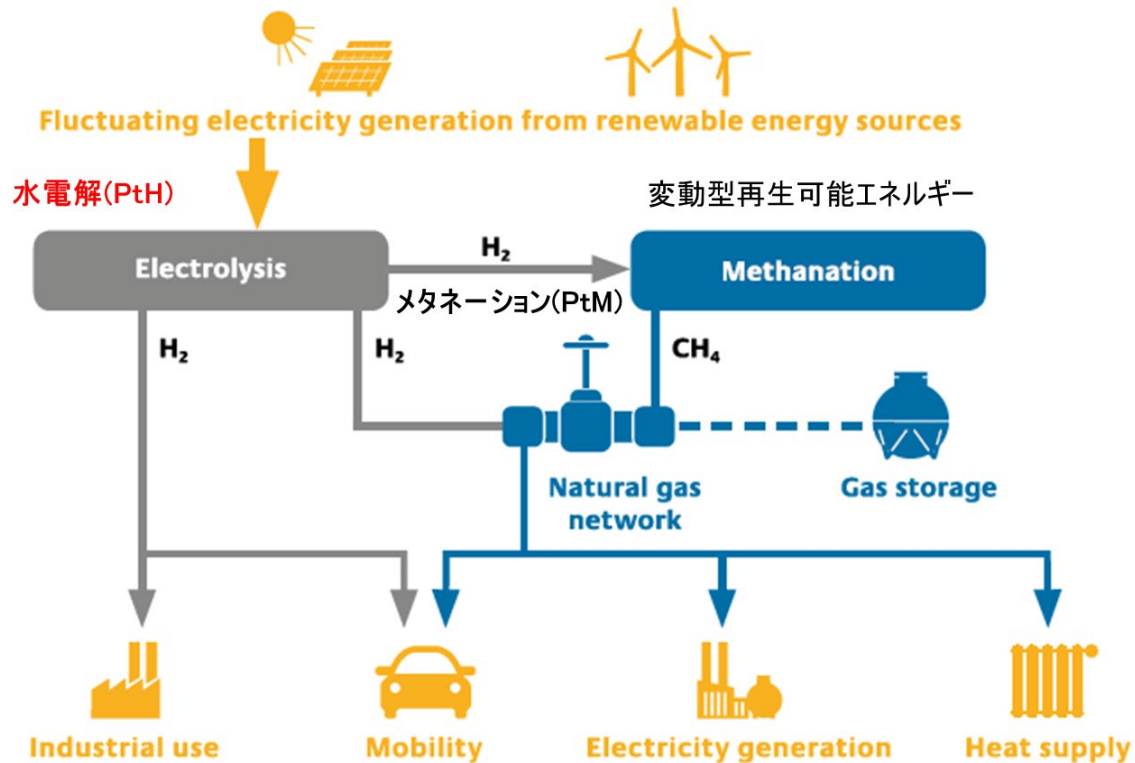 Fluctuating electricity generation from renewable energy sources
水電解(PtH)
変動型再生可能エネルギー
Electrolysis
H₂
Methanation
メタネーション(PtM)
H₂
H₂
CH₄
Natural gas
network
Gas storage
Industrial use
Mobility
Electricity generation
Heat supply